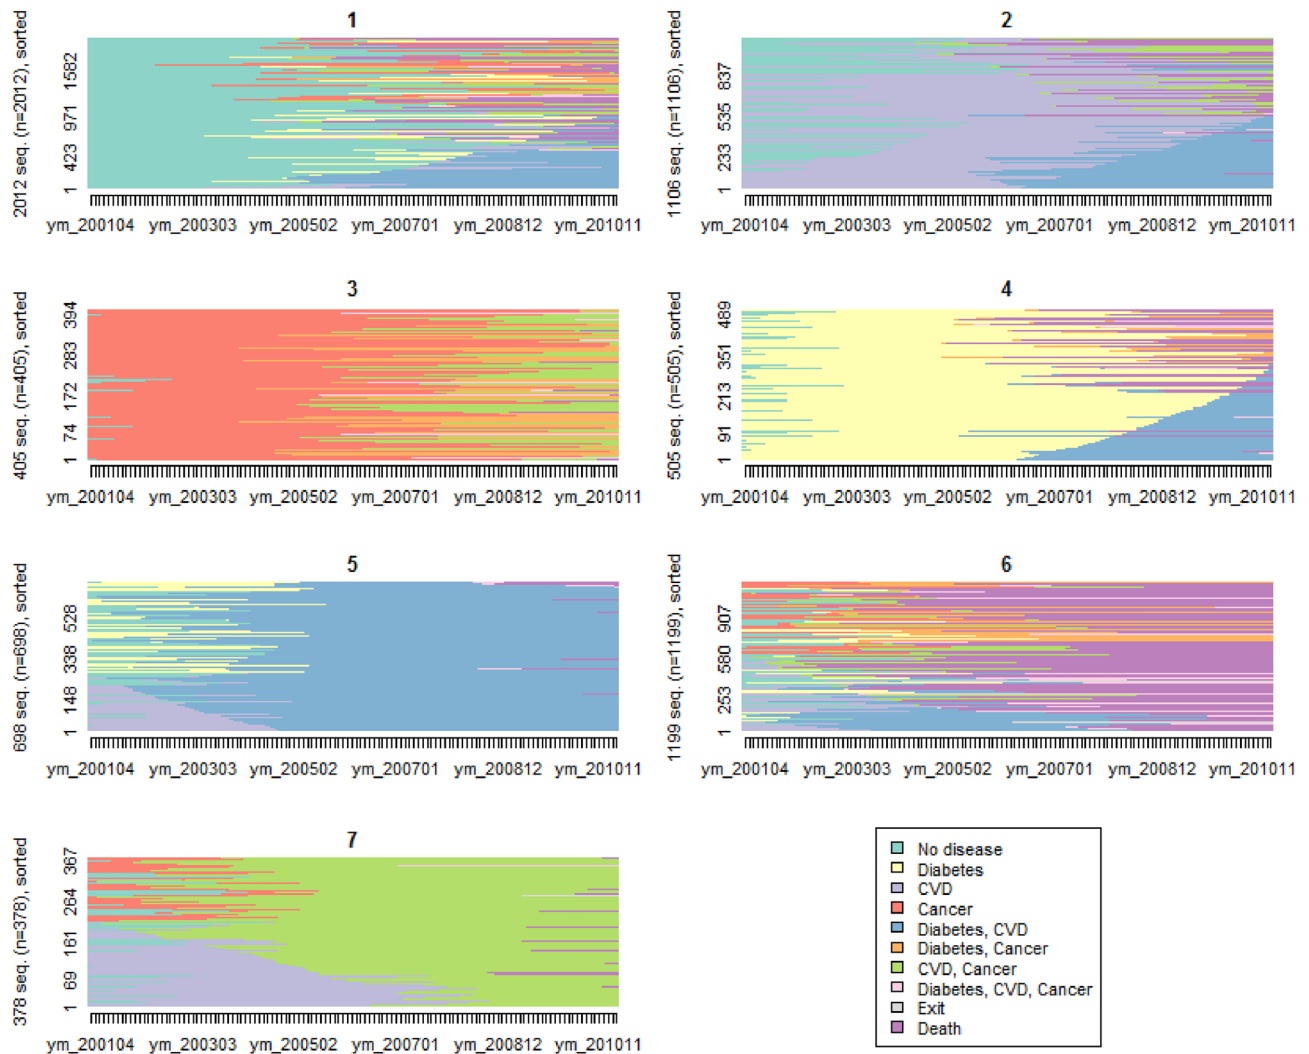 1
2012 seq. (n=2012), sorted
1 423 971 1582
ym_200104 ym_200303 ym_200502 ym_200701 ym_200812 ym_201011
2
1106 seq. (n=1106), sorted
1 233 535 837
ym_200104 ym_200303 ym_200502 ym_200701 ym_200812 ym_201011
3
405 seq. (n=405), sorted
1 74 172 283 394
ym_200104 ym_200303 ym_200502 ym_200701 ym_200812 ym_201011
4
505 seq. (n=505), sorted
1 91 213 351 489
ym_200104 ym_200303 ym_200502 ym_200701 ym_200812 ym_201011
5
698 seq. (n=698), sorted
1 148 338 528
ym_200104 ym_200303 ym_200502 ym_200701 ym_200812 ym_201011
6
1199 seq. (n=1199), sorted
1 253 580 907
ym_200104 ym_200303 ym_200502 ym_200701 ym_200812 ym_201011
7
378 seq. (n=378), sorted
1 69 161 264 367
ym_200104 ym_200303 ym_200502 ym_200701 ym_200812 ym_201011
No disease
Diabetes
CVD
Cancer
Diabetes, CVD
Diabetes, Cancer
CVD, Cancer
Diabetes, CVD, Cancer
Exit
Death